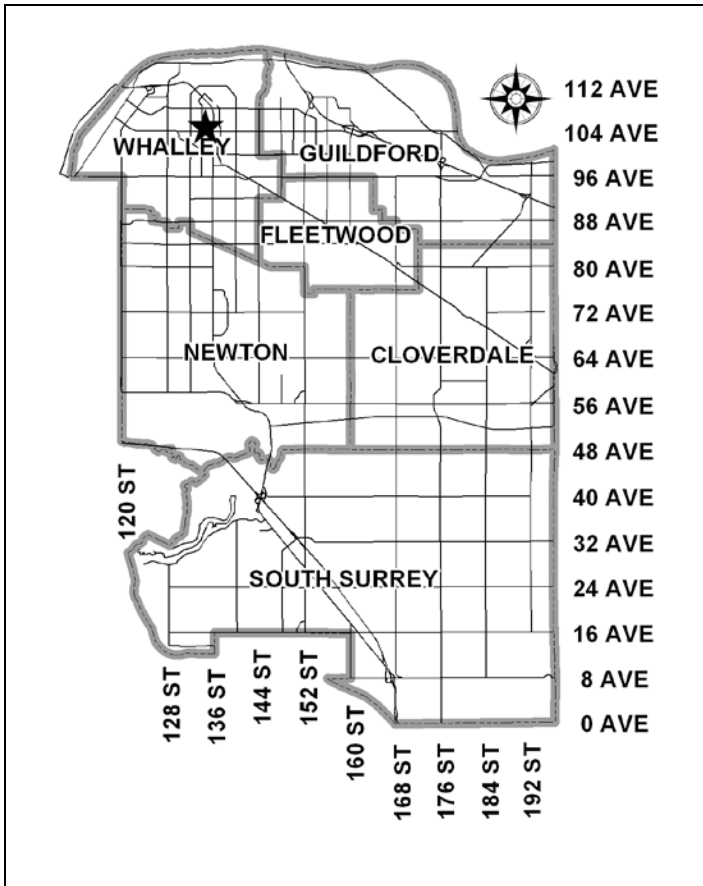 112 AVE
104 AVE
WHALLEY
GUILDFORD
96 AVE
88 AVE
FLEETWOOD
80 AVE
72 AVE
NEWTON
CLOVERDALE
64 AVE
56 AVE
48 AVE
120 ST
40 AVE
32 AVE
SOUTH SURREY
24 AVE
16 AVE
8 AVE
0 AVE
128 ST
136 ST
144 ST
152 ST
160 ST
168 ST
176 ST
184 ST
192 ST